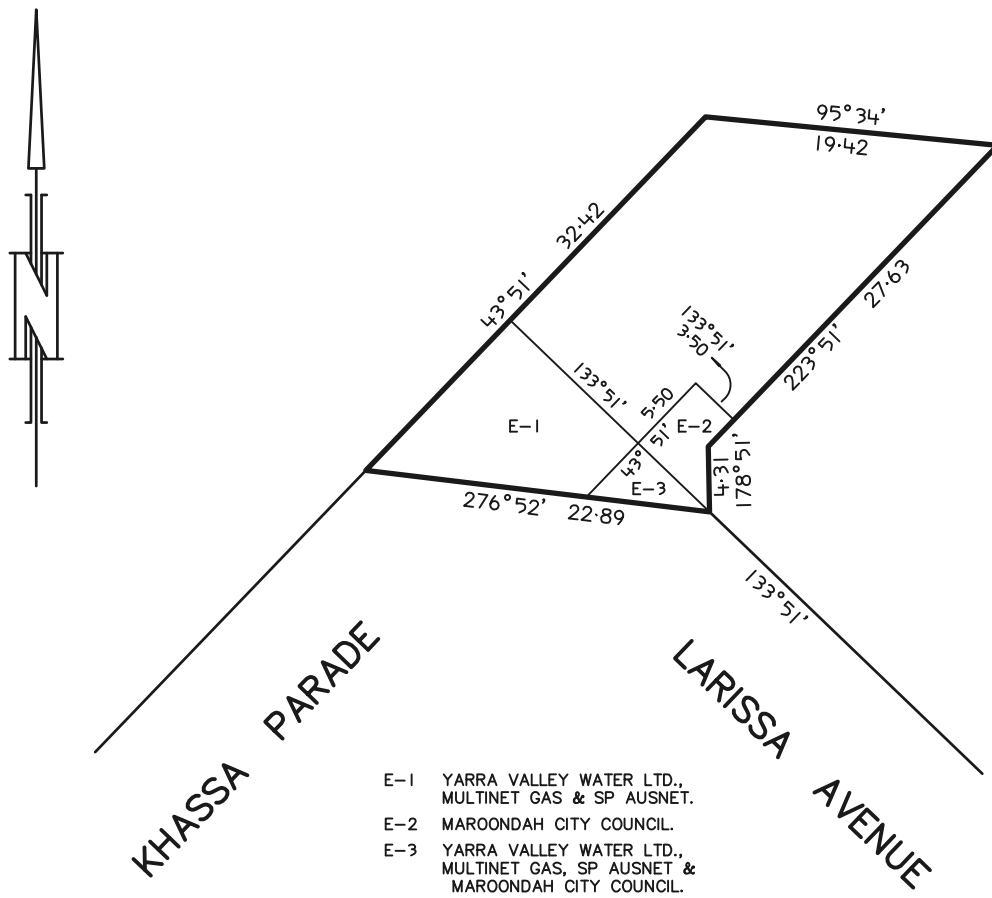 N
95°34'
19·42
32·42
43°51'
27·63
223°51'
133°51'
3·50
133°51'
5·50
43° 51'
E-1
E-2
E-3
4·31
178°51'
276°52' 22·89
133°51'
KHASSA PARADE
LARISSA AVENUE
E-1 YARRA VALLEY WATER LTD.,
MULTINET GAS & SP AUSNET.
E-2 MAROONDAH CITY COUNCIL.
E-3 YARRA VALLEY WATER LTD.,
MULTINET GAS, SP AUSNET &
MAROONDAH CITY COUNCIL.